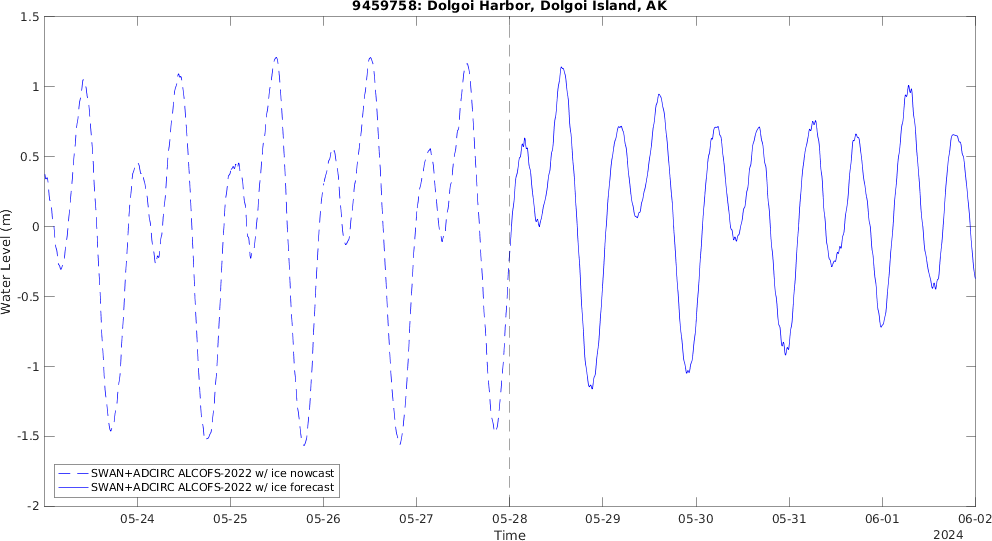 9459758: Dolgoi Harbor, Dolgoi Island, AK
1.5
1
0.5
0
-0.5
-1
-1.5
-2
Water Level (m)
SWAN+ADCIRC ALCOFS-2022 w/ ice nowcast
SWAN+ADCIRC ALCOFS-2022 w/ ice forecast
05-24 05-25 05-26 05-27 05-28 05-29 05-30 05-31 06-01 06-02
Time
2024